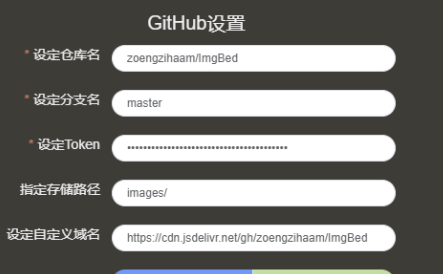 GitHub设置
* 设定仓库名 zoengzihaam/ImgBed
* 设定分支名 master
* 设定Token ••••••••••••••••••••••••••••••••••••••••
指定存储路径 images/
设定自定义域名 https://cdn.jsdelivr.net/gh/zoengzihaam/ImgBed